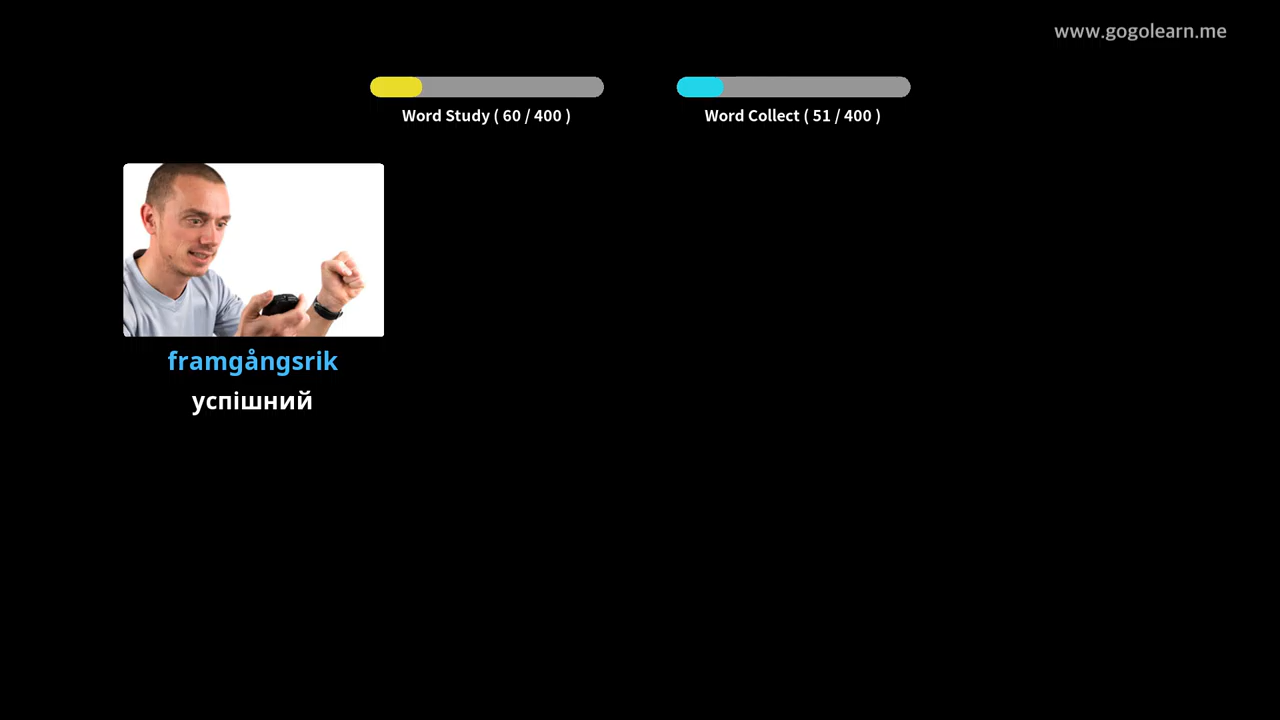 www.gogolearn.me
Word Study ( 60 / 400 )
Word Collect ( 51 / 400 )
framgångsrik
успішний